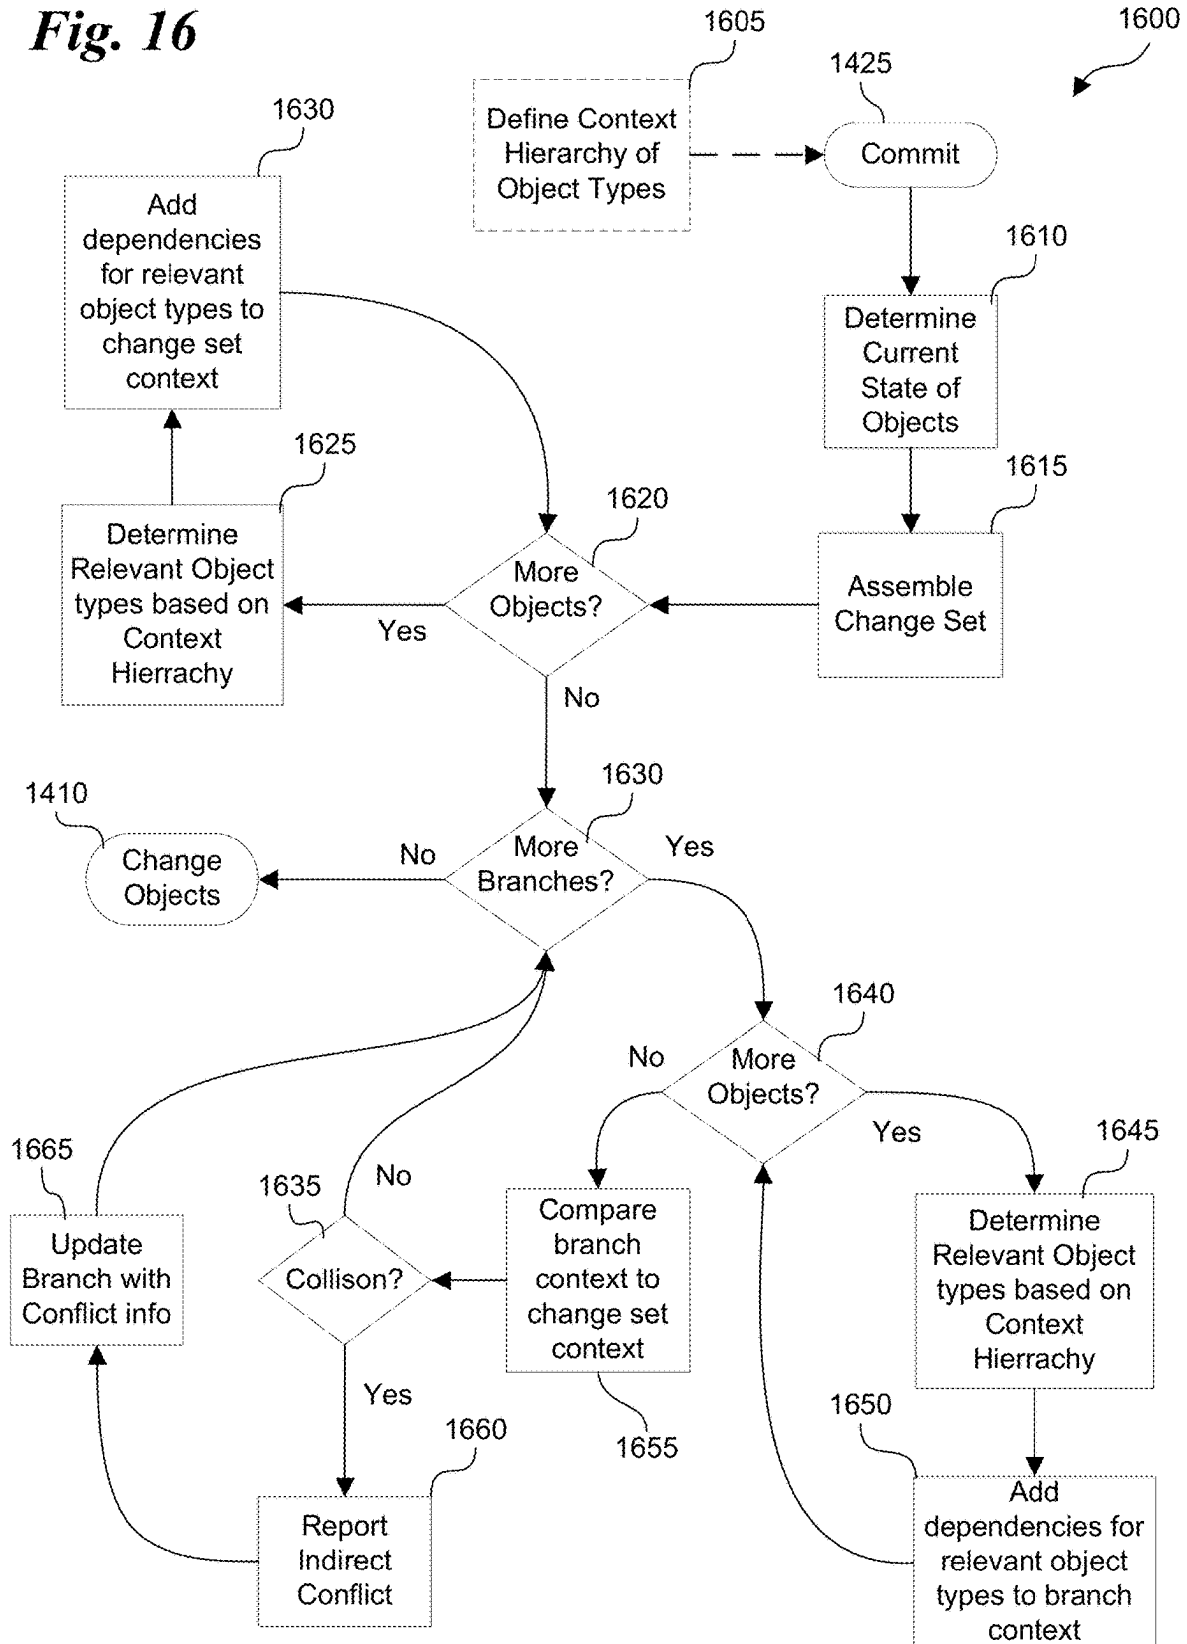 Fig. 16
1600
1605
Define Context
Hierarchy of
Object Types
1425
Commit
1610
Determine
Current
State of
Objects
1615
Assemble
Change Set
1620
More
Objects?
Yes
No
1625
Determine
Relevant Object
types based on
Context
Hierrachy
1630
Add
dependencies
for relevant
object types to
change set
context
1630
More
Branches?
No
Yes
1410
Change
Objects
1640
More
Objects?
No
Yes
1645
Determine
Relevant Object
types based on
Context
Hierrachy
1650
Add
dependencies for
relevant object
types to branch
context
Compare
branch
context to
change set
context
1655
1635
Collison?
No
Yes
1660
Report
Indirect
Conflict
1665
Update
Branch with
Conflict info